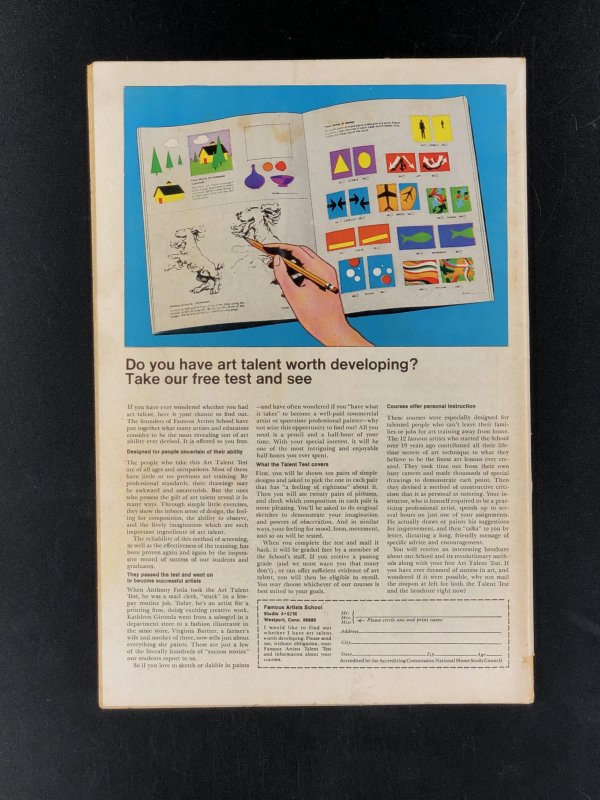 Do you have art talent worth developing?
Take our free test and see
If you have ever wondered whether you had
art talent, here is your chance to find out.
The founders of Famous Artists School have
put together what many artists and educators
consider to be the most revealing test of art
ability ever devised. It is offered to you free.
Designed for people uncertain of their ability
The people who take this Art Talent Test
are of all ages and occupations. Most of them
have little or no previous art training. By
professional standards, their drawings may
be awkward and amateurish. But the ones
who possess the gift of art talent reveal it in
many ways. Through simple little exercises,
they show the inborn sense of design, the feel-
ing for composition, the ability to observe,
and the lively imagination which are such
important ingredients of art talent.
The reliability of this method of screening,
as well as the effectiveness of the training, has
been proven again and again by the impres-
sive record of success of our students and
graduates.
They passed the test and went on
to become successful artists
When Anthony Fotia took the Art Talent
Test, he was a mail clerk, "stuck" in a low-
pay routine job. Today, he's an artist for a
printing firm, doing exciting creative work.
Kathleen Giroula went from a salesgirl in a
department store to a fashion illustrator in
the same store. Virginia Bartter, a farmer's
wife and mother of three, now sells just about
everything she paints. These are just a few
of the literally hundreds of "success stories"
our students report to us.
So if you love to sketch or dabble in paints
—and have often wondered if you "have what
it takes" to become a well-paid commercial
artist or sparetime professional painter—why
not seize this opportunity to find out? All you
need is a pencil and a half-hour of your
time. With your special interest, it will be
one of the most intriguing and enjoyable
half-hours you ever spent.
What the Talent Test covers
First, you will be shown ten pairs of simple
designs and asked to pick the one in each pair
that has "a feeling of rightness" about it.
Then you will see twenty pairs of pictures,
and check which composition in each pair is
more pleasing. You'll be asked to do original
sketches to demonstrate your imagination
and powers of observation. And in similar
ways, your feeling for mood, form, movement,
and so on will be tested.
When you complete the test and mail it
back, it will be graded free by a member of
the School's staff. If you receive a passing
grade (and we must warn you that many
don't), or can offer sufficient evidence of art
talent, you will then be eligible to enroll.
You may choose whichever of our courses is
best suited to your goals.
Courses offer personal instruction
These courses were especially designed for
talented people who can't leave their fami-
lies or jobs for art training away from home.
The 12 famous artists who started the School
over 19 years ago contributed all their life-
time secrets of art technique to what they
believe to be the finest art lessons ever cre-
ated. They took time out from their own
busy careers and made thousands of special
drawings to demonstrate each point. Then
they devised a method of constructive criti-
cism that is as personal as tutoring. Your in-
structor, who is himself required to be a prac-
ticing professional artist, spends up to sev-
eral hours on just one of your assignments.
He actually draws or paints his suggestions
for improvement, and then "talks" to you by
letter, dictating a long, friendly message of
specific advice and encouragement.
You will receive an interesting brochure
about our School and its revolutionary meth-
ods along with your free Art Talent Test. If
you have ever dreamed of success in art, and
wondered if it were possible, why not mail
the coupon at left for both the Talent Test
and the brochure right now?
Famous Artists School
Studio
Westport, Conn. 06880
I would like to find out
whether I have art talent
worth developing. Please send
me, without obligation, your
Famous Artists Talent Test
and information about your
courses.
Mr.
Mrs.
Miss
Please circle one and print name
Address
City
State Zip Age
Accredited by the Accrediting Commission National Home Study Council